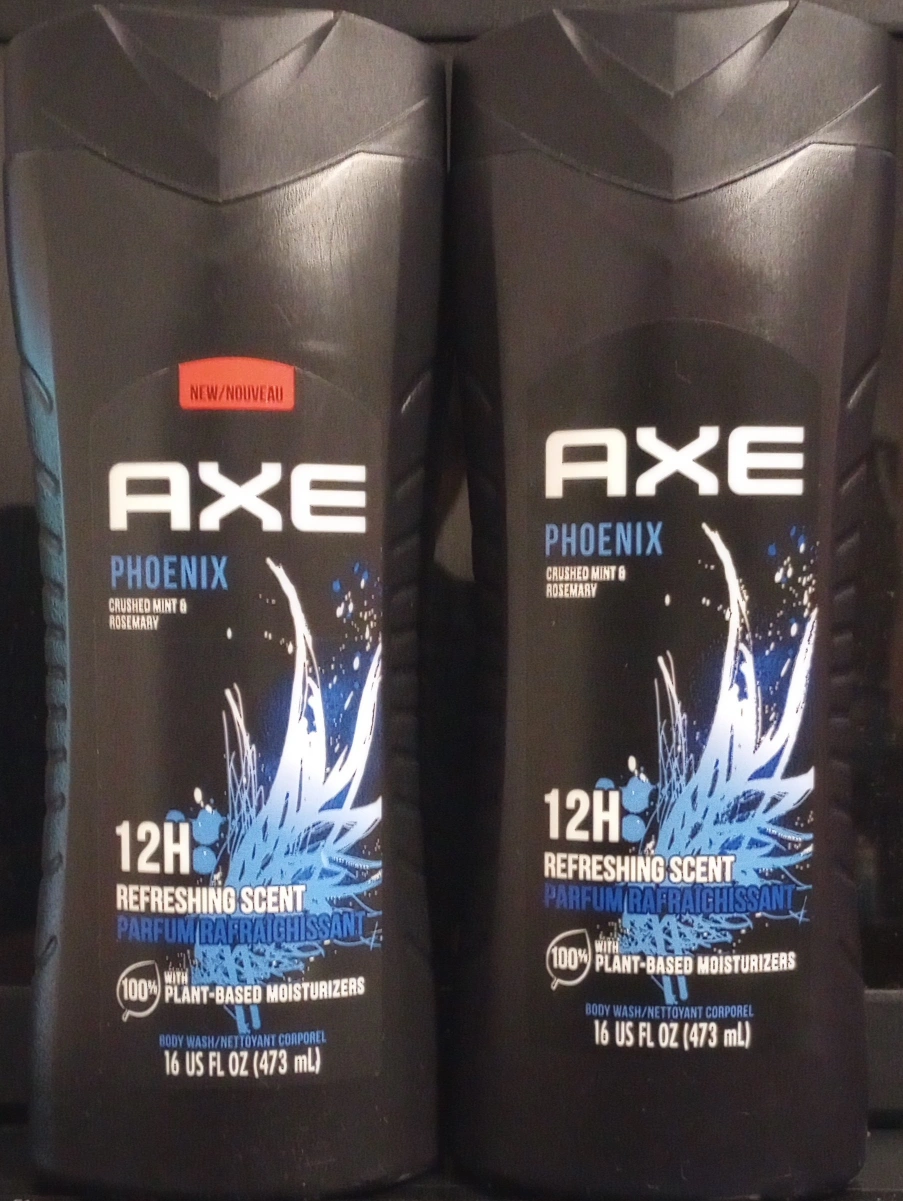 NEW/NOUVEAU
AXE
PHOENIX
CRUSHED MINT &
ROSEMARY
12H
REFRESHING SCENT
PARFUM RAFRAÎCHISSANT
100%
WITH
PLANT-BASED MOISTURIZERS
BODY WASH/NETTOYANT CORPOREL
16 US FL OZ (473 mL)
AXE
PHOENIX
CRUSHED MINT &
ROSEMARY
12H
REFRESHING SCENT
PARFUM RAFRAÎCHISSANT
100%
WITH
PLANT-BASED MOISTURIZERS
BODY WASH/NETTOYANT CORPOREL
16 US FL OZ (473 mL)